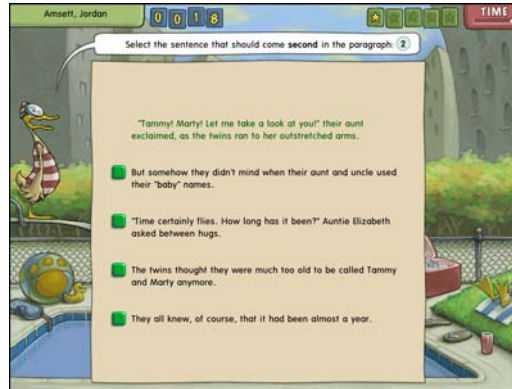 Amsett, Jordan
0018
TIME
Select the sentence that should come second in the paragraph: 2
"Tammy! Marty! Let me take a look at you!" their aunt
exclaimed, as the twins ran to her outstretched arms.
But somehow they didn't mind when their aunt and uncle used
their "baby" names.
"Time certainly flies. How long has it been?" Auntie Elizabeth
asked between hugs.
The twins thought they were much too old to be called Tammy
and Marty anymore.
They all knew, of course, that it had been almost a year.